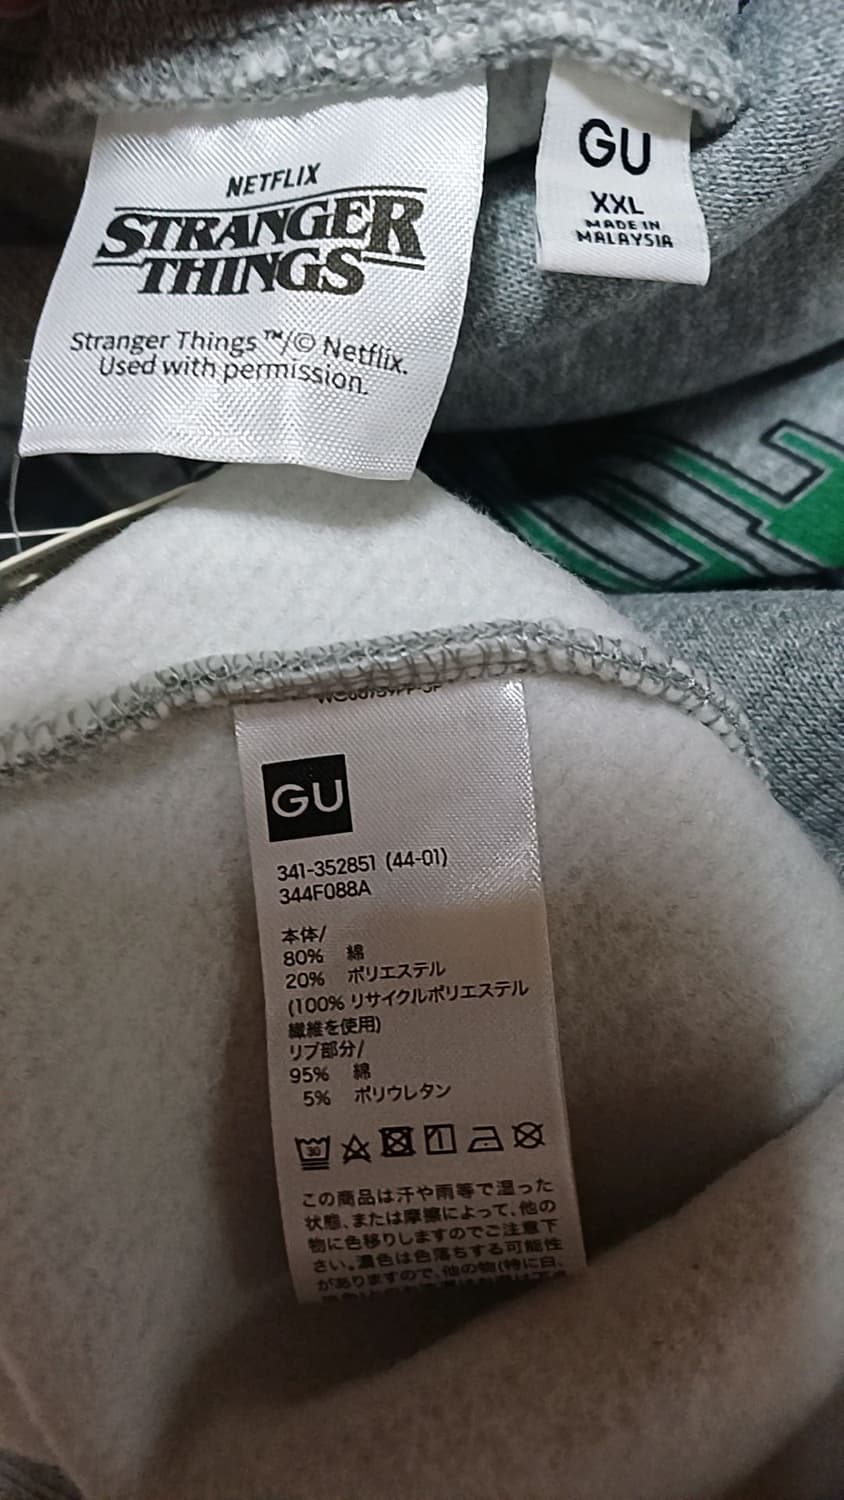 NETFLIX
STRANGER
THINGS
Stranger Things™/© Netflix.
Used with permission.
GU
XXL
MADE IN
MALAYSIA
GU
341-352851 (44-01)
344F088A
本体/
80% 綿
20% ポリエステル
(100% リサイクルポリエステル
繊維を使用)
リブ部分/
95% 綿
5% ポリウレタン
30
この商品は汗や雨等で湿った
状態、または摩擦によって、他の
物に色移りしますのでご注意下
さい。濃色は色落ちする可能性
がありますので、他の物(特に白、